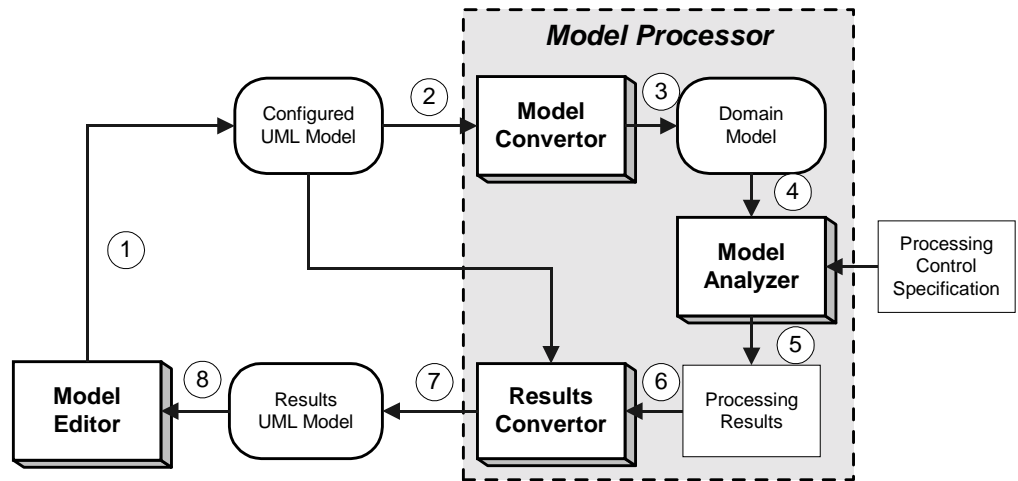 Model Processor
Configured
UML Model
2
Model
Convertor
3
Domain
Model
4
1
Model
Analyzer
Processing
Control
Specification
5
Model
Editor
8
Results
UML Model
7
Results
Convertor
6
Processing
Results